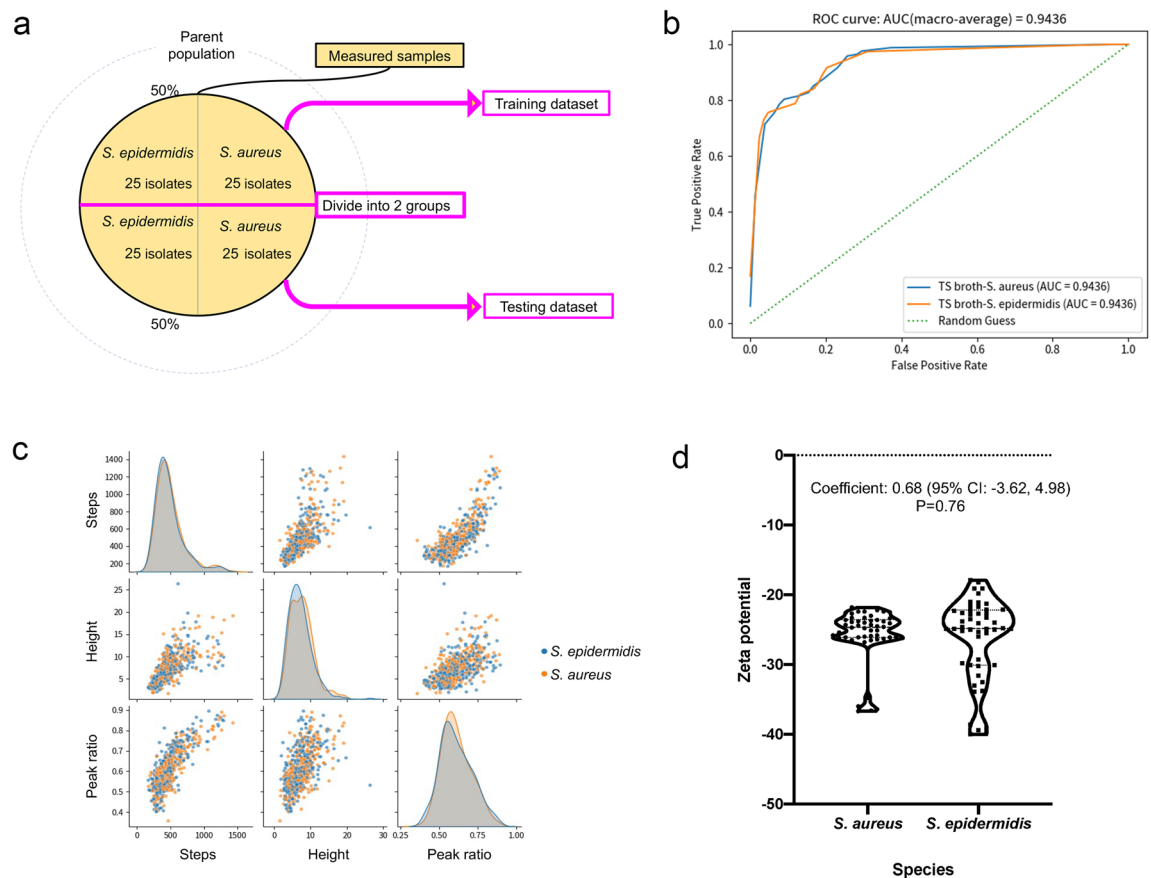 a
Parent
population
Measured samples
50%
Training dataset
S. epidermidis
S. aureus
25 isolates
25 isolates
Divide into 2 groups
S. epidermidis
S. aureus
25 isolates
25 isolates
Testing dataset
50%
b
ROC curve: AUC(macro-average) = 0.9436
True Positive Rate
1.0
0.8
0.6
0.4
0.2
0.0
TS broth-S. aureus (AUC = 0.9436)
TS broth-S. epidermidis (AUC = 0.9436)
Random Guess
0.0
0.2
0.4
0.6
0.8
1.0
False Positive Rate
c
Steps
1400
1200
1000
800
600
400
200
Height
25
20
15
10
5
Peak ratio
0.9
0.8
0.7
0.6
0.5
0.4
0
500
1000
1500
0
10
20
30
0.25
0.50
0.75
1.00
Steps
Height
Peak ratio
S. epidermidis
S. aureus
d
Zeta potential
0
-10
-20
-30
-40
-50
Coefficient: 0.68 (95% CI: -3.62, 4.98)
P=0.76
S. aureus
S. epidermidis
Species